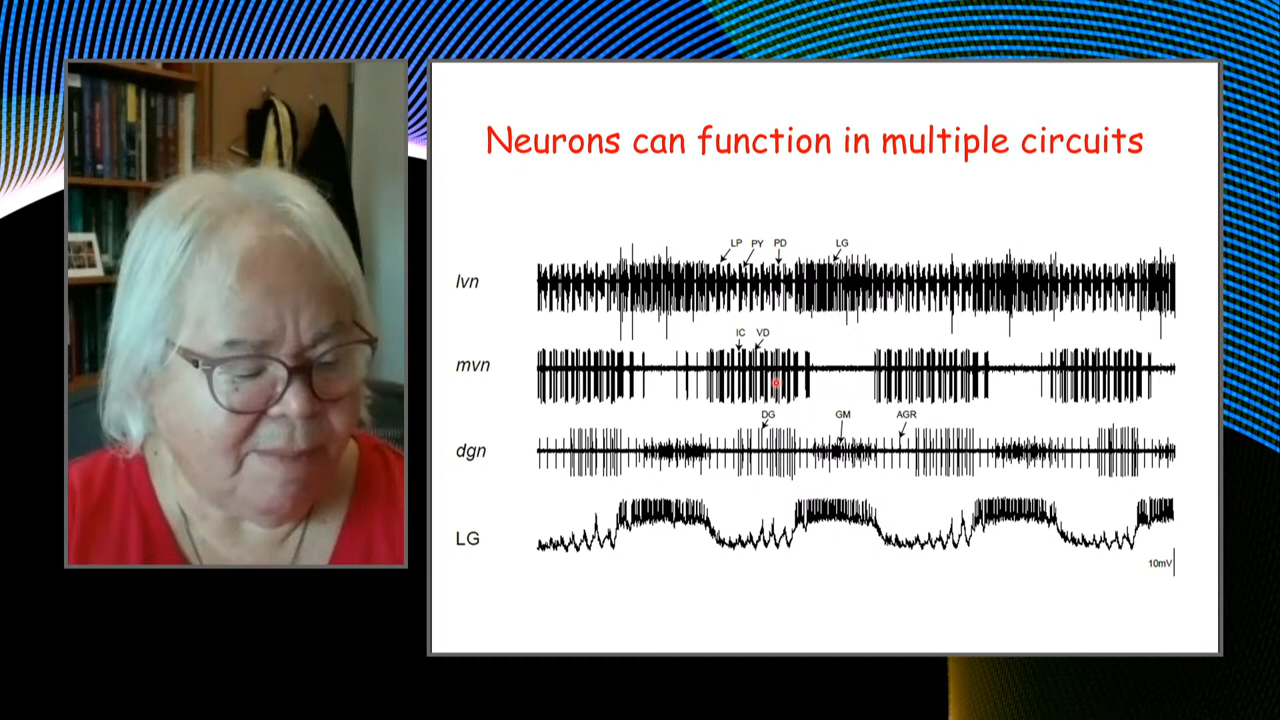 Neurons can function in multiple circuits
LP PY PD LG
lvn
IC VD
mvn
DG GM AGR
dgn
LG
10mV